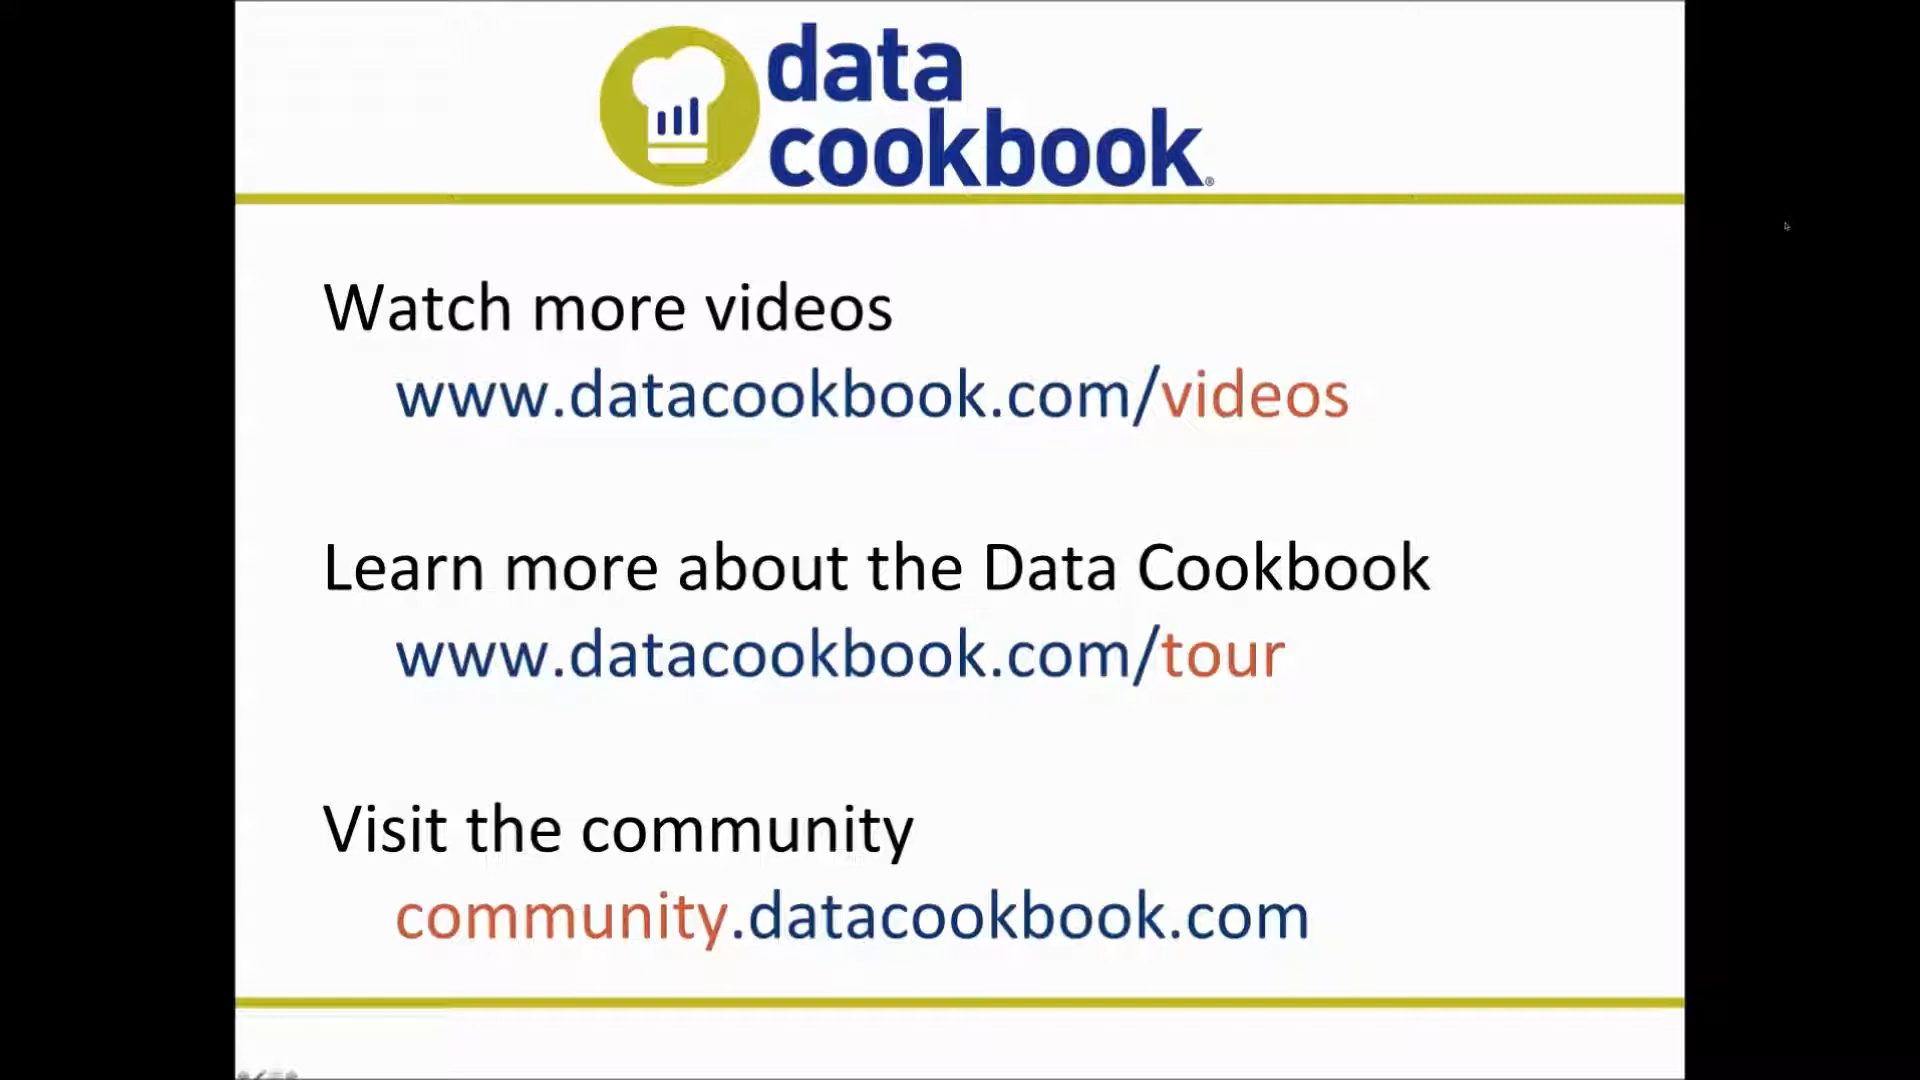 data
cookbook®
Watch more videos
www.datacookbook.com/videos
Learn more about the Data Cookbook
www.datacookbook.com/tour
Visit the community
community.datacookbook.com